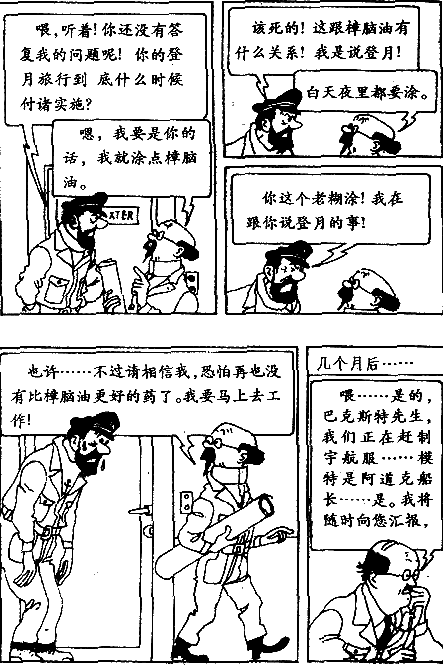 喂，听着！你还没有答
复我的问题呢！你的登
月旅行到 底什么时候
付诸实施？
嗯，我要是你的
话，我就涂点樟脑
油。
XTER
该死的！这跟樟脑油有
什么关系！我是说登月！
白天夜里都要涂。
你这个老糊涂！我在
跟你说登月的事！
也许……不过请相信我，恐怕再也没
有比樟脑油更好的药了。我要马上去工
作！
几个月后……
喂……是的，
巴克斯特先生，
我们正在赶制
宇航服……模
特是阿道克船
长……是。我将
随时向您汇报，